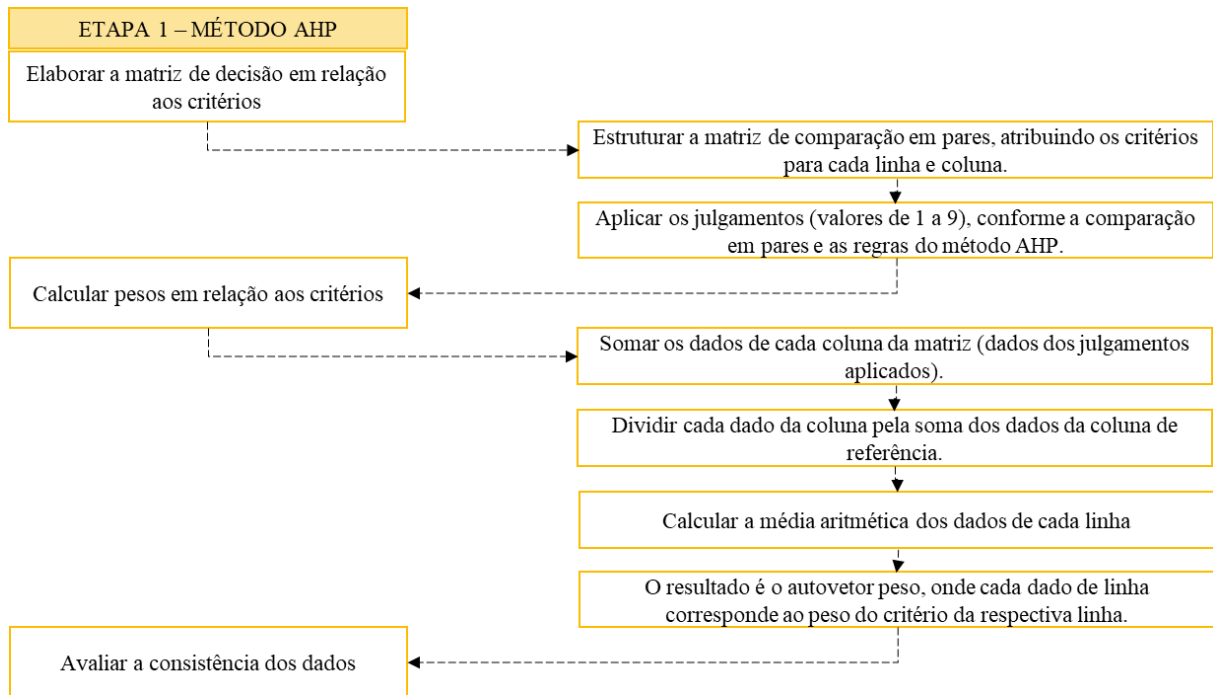 ETAPA 1 – MÉTODO AHP
Elaborar a matriz de decisão em relação
aos critérios
Estruturar a matriz de comparação em pares, atribuindo os critérios
para cada linha e coluna.
Aplicar os julgamentos (valores de 1 a 9), conforme a comparação
em pares e as regras do método AHP.
Calcular pesos em relação aos critérios
Somar os dados de cada coluna da matriz (dados dos julgamentos
aplicados).
Dividir cada dado da coluna pela soma dos dados da coluna de
referência.
Calcular a média aritmética dos dados de cada linha
O resultado é o autovetor peso, onde cada dado de linha
corresponde ao peso do critério da respectiva linha.
Avaliar a consistência dos dados